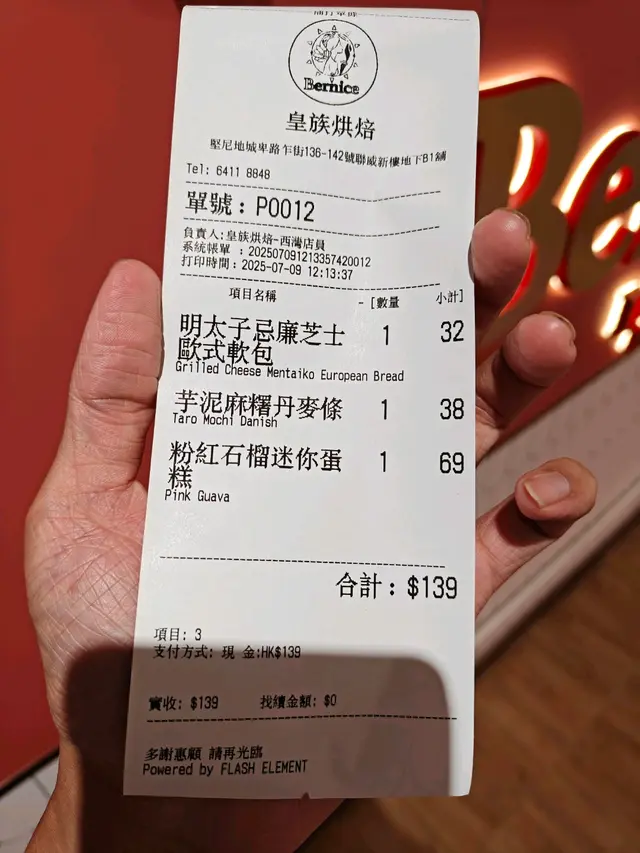 Bernice
皇族烘焙
堅尼地城卑路乍街136-142號聯威新樓地下B1舖
Tel: 6411 8848
單號：P0012
負責人:皇族烘焙-西灣店員
系統帳單 ：202507091213357420012
打印時間：2025-07-09 12:13:37
項目名稱 -[數量 小計]
明太子忌廉芝士 1 32
歐式軟包
Grilled Cheese Mentaiko European Bread
芋泥麻糬丹麥條 1 38
Taro Mochi Danish
粉紅石榴迷你蛋 1 69
糕
Pink Guava
合計：$139
項目: 3
支付方式: 現 金:HK$139
實收: $139 找續金額: $0
多謝惠顧 請再光臨
Powered by FLASH ELEMENT